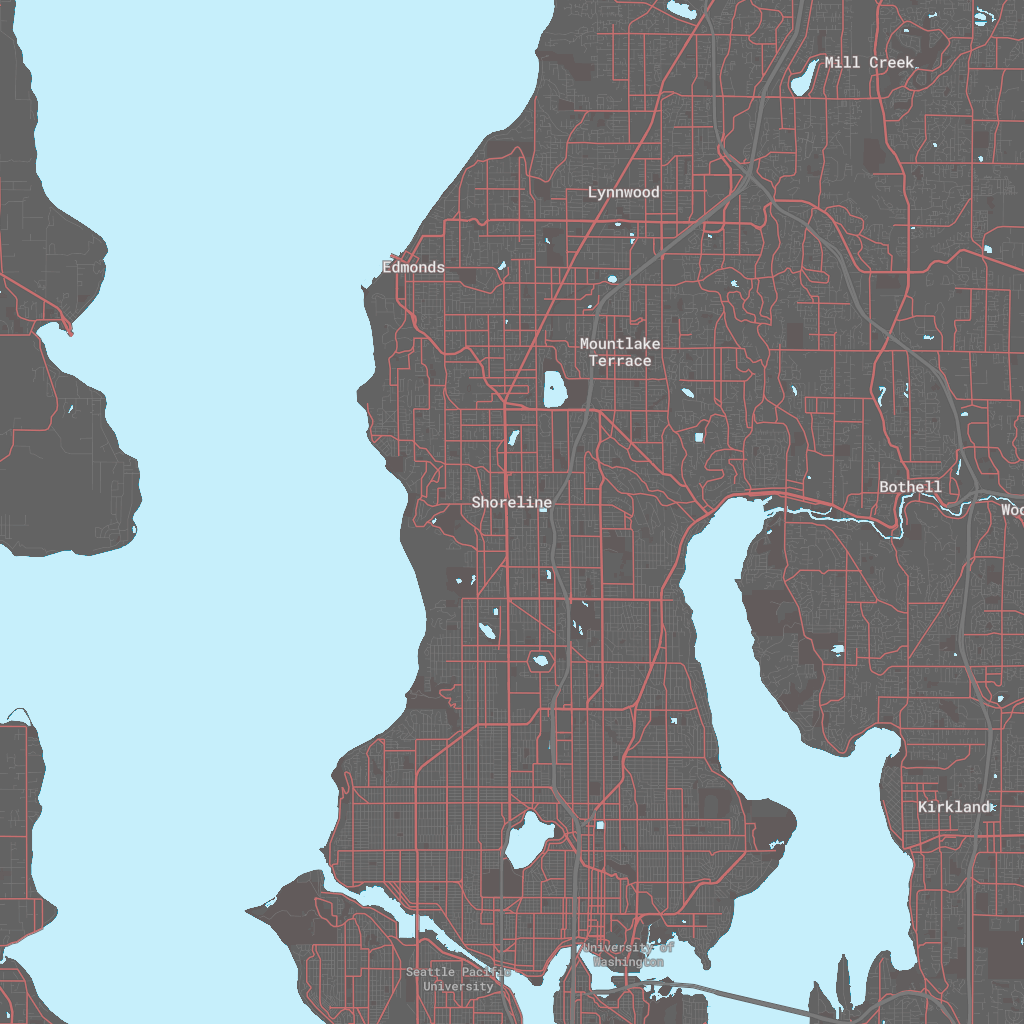 Mill Creek
Lynnwood
Edmonds
Mountlake
Terrace
Bothell
Shoreline
Woo
Kirkland
University of
Washington
Seattle Pacific
University